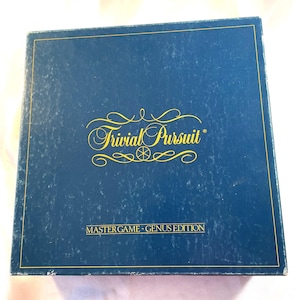 Trivial Pursuit®
MASTER GAME - GENUS EDITION